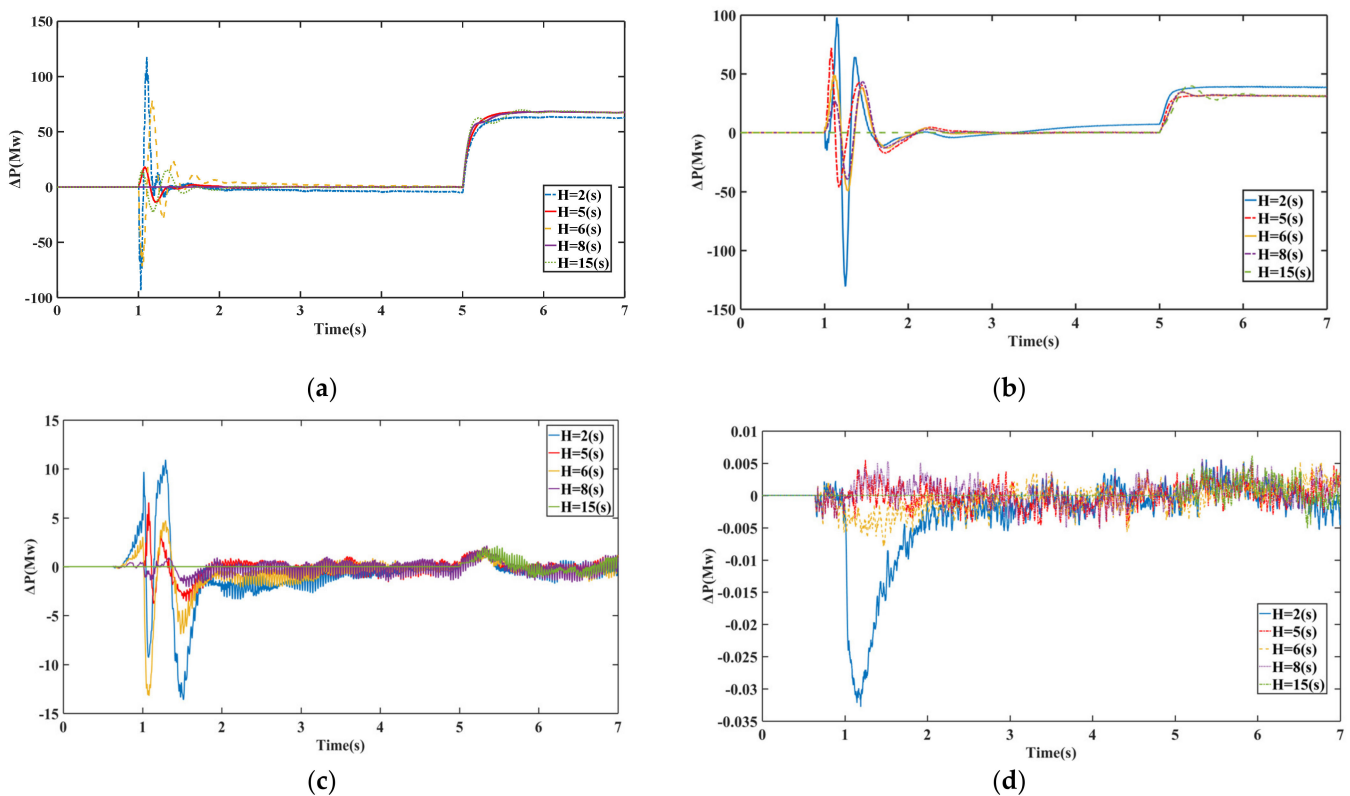 150
100
50
0
-50
-100
ΔP(Mw)
H=2(s)
H=5(s)
H=6(s)
H=8(s)
H=15(s)
0 1 2 3 4 5 6 7
Time(s)
(a)
100
50
0
-50
-100
-150
ΔP(Mw)
H=2(s)
H=5(s)
H=6(s)
H=8(s)
H=15(s)
0 1 2 3 4 5 6 7
Time(s)
(b)
15
10
5
0
-5
-10
-15
ΔP(Mw)
H=2(s)
H=5(s)
H=6(s)
H=8(s)
H=15(s)
0 1 2 3 4 5 6 7
Time(s)
(c)
0.01
0.005
0
-0.005
-0.01
-0.015
-0.02
-0.025
-0.03
-0.035
ΔP(Mw)
H=2(s)
H=5(s)
H=6(s)
H=8(s)
H=15(s)
0 1 2 3 4 5 6 7
Time(s)
(d)